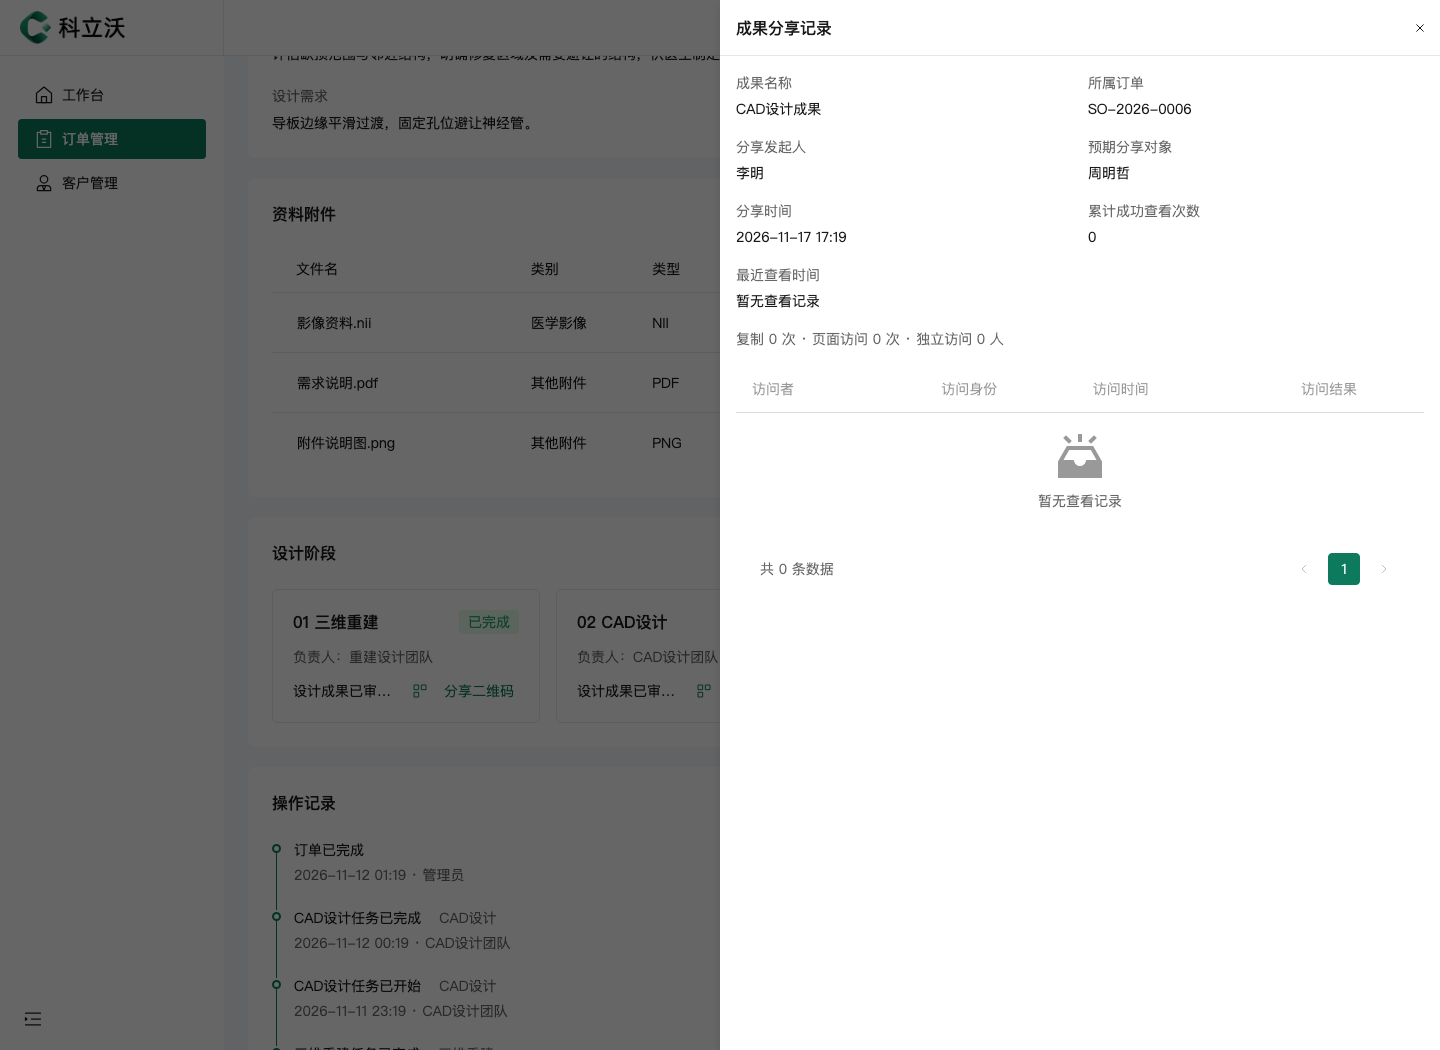 科立沃
工作台
订单管理
客户管理
设计需求
导板边缘平滑过渡，固定孔位避让神经管。
资料附件
文件名 类别 类型
影像资料.nii 医学影像 NII
需求说明.pdf 其他附件 PDF
附件说明图.png 其他附件 PNG
设计阶段
01 三维重建 已完成
负责人：重建设计团队
设计成果已审... 分享二维码
02 CAD设计
负责人：CAD设计团队
设计成果已审...
操作记录
订单已完成
2026-11-12 01:19 · 管理员
CAD设计任务已完成 CAD设计
2026-11-12 00:19 · CAD设计团队
CAD设计任务已开始 CAD设计
2026-11-11 23:19 · CAD设计团队
成果分享记录
成果名称 所属订单
CAD设计成果 SO-2026-0006
分享发起人 预期分享对象
李明 周明哲
分享时间 累计成功查看次数
2026-11-17 17:19 0
最近查看时间
暂无查看记录
复制 0 次 · 页面访问 0 次 · 独立访问 0 人
访问者 访问身份 访问时间 访问结果
暂无查看记录
共 0 条数据 1